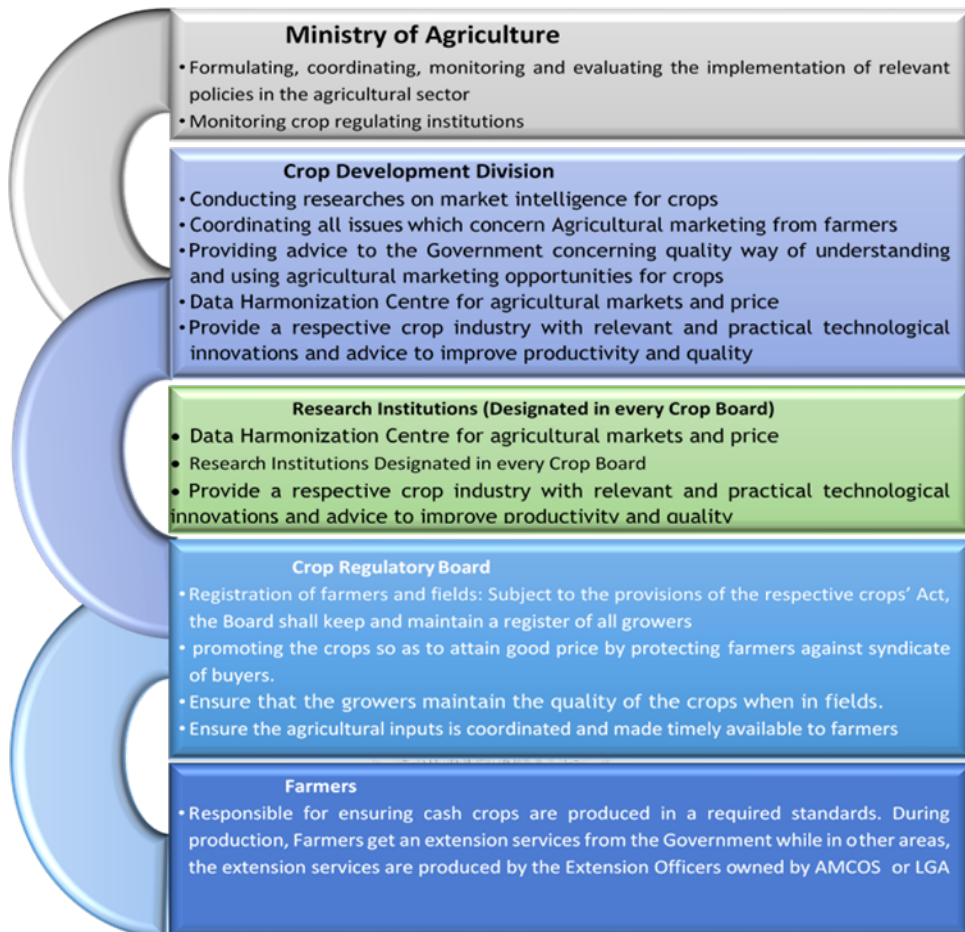 Ministry of Agriculture
• Formulating, coordinating, monitoring and evaluating the implementation of relevant
policies in the agricultural sector
• Monitoring crop regulating institutions
Crop Development Division
• Conducting researches on market intelligence for crops
• Coordinating all issues which concern Agricultural marketing from farmers
• Providing advice to the Government concerning quality way of understanding
and using agricultural marketing opportunities for crops
• Data Harmonization Centre for agricultural markets and price
• Provide a respective crop industry with relevant and practical technological
innovations and advice to improve productivity and quality
Research Institutions (Designated in every Crop Board)
• Data Harmonization Centre for agricultural markets and price
• Research Institutions Designated in every Crop Board
• Provide a respective crop industry with relevant and practical technological
innovations and advice to improve productivity and quality
Crop Regulatory Board
• Registration of farmers and fields: Subject to the provisions of the respective crops' Act,
the Board shall keep and maintain a register of all growers
• promoting the crops so as to attain good price by protecting farmers against syndicate
of buyers.
• Ensure that the growers maintain the quality of the crops when in fields.
• Ensure the agricultural inputs is coordinated and made timely available to farmers
Farmers
• Responsible for ensuring cash crops are produced in a required standards. During
production, Farmers get an extension services from the Government while in other areas,
the extension services are produced by the Extension Officers owned by AMCOS or LGA